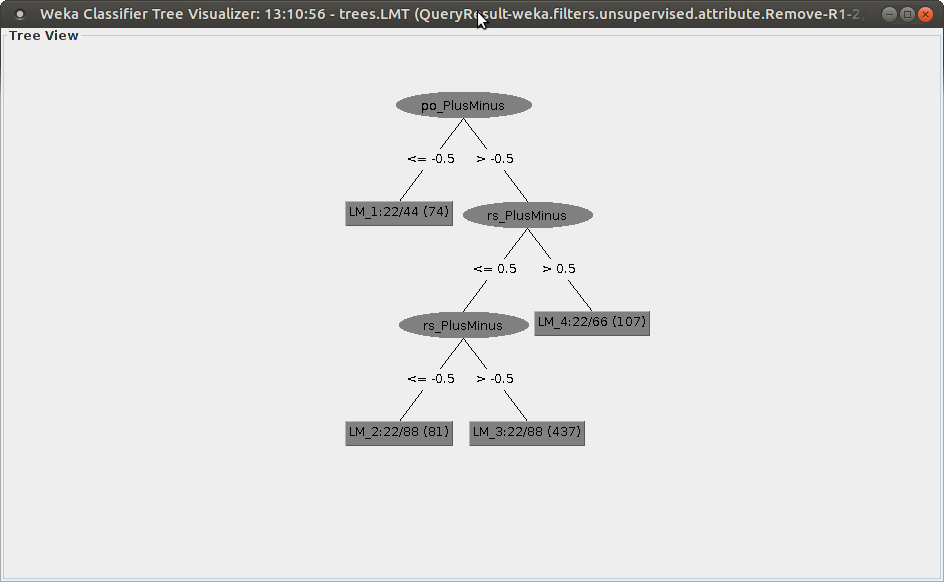 Weka Classifier Tree Visualizer: 13:10:56 - trees.LMT (QueryResult-weka.filters.unsupervised.attribute.Remove-R1-2,
Tree View
po_PlusMinus
<= -0.5 > -0.5
LM_1:22/44 (74) rs_PlusMinus
<= 0.5 > 0.5
rs_PlusMinus LM_4:22/66 (107)
<= -0.5 > -0.5
LM_2:22/88 (81) LM_3:22/88 (437)